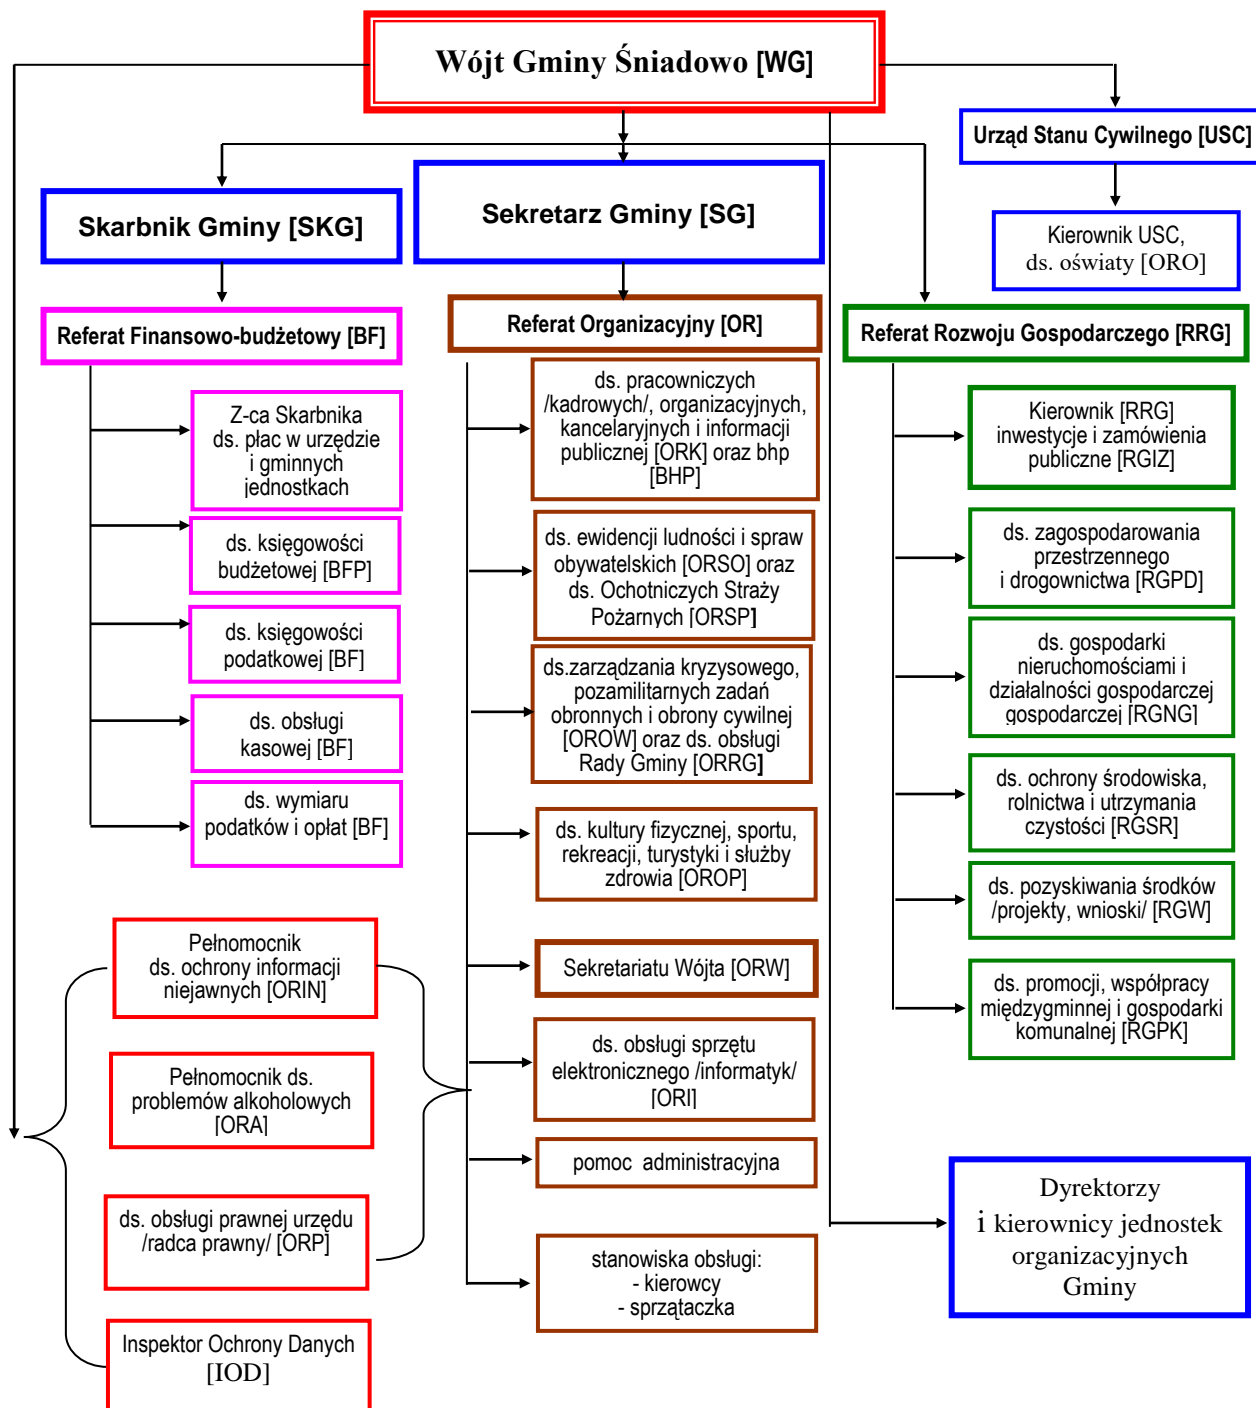 Wójt Gminy Śniadowo [WG]
Urząd Stanu Cywilnego [USC]
Kierownik USC,
ds. oświaty [ORO]
Skarbnik Gminy [SKG]
Sekretarz Gminy [SG]
Referat Finansowo-budżetowy [BF]
Z-ca Skarbnika
ds. płac w urzędzie
i gminnych
jednostkach
ds. księgowości
budżetowej [BFP]
ds. księgowości
podatkowej [BF]
ds. obsługi
kasowej [BF]
ds. wymiaru
podatków i opłat [BF]
Referat Organizacyjny [OR]
ds. pracowniczych
/kadrowych/, organizacyjnych,
kancelaryjnych i informacji
publicznej [ORK] oraz bhp
[BHP]
ds. ewidencji ludności i spraw
obywatelskich [ORSO] oraz
ds. Ochotniczych Straży
Pożarnych [ORSP]
ds.zarządzania kryzysowego,
pozamilitarnych zadań
obronnych i obrony cywilnej
[OROW] oraz ds. obsługi
Rady Gminy [ORRG]
ds. kultury fizycznej, sportu,
rekreacji, turystyki i służby
zdrowia [OROP]
Sekretariatu Wójta [ORW]
ds. obsługi sprzętu
elektronicznego /informatyk/
[ORI]
pomoc administracyjna
stanowiska obsługi:
- kierowcy
- sprzątaczka
Referat Rozwoju Gospodarczego [RRG]
Kierownik [RRG]
inwestycje i zamówienia
publiczne [RGIZ]
ds. zagospodarowania
przestrzennego
i drogownictwa [RGPD]
ds. gospodarki
nieruchomościami i
działalności gospodarczej
gospodarczej [RGNG]
ds. ochrony środowiska,
rolnictwa i utrzymania
czystości [RGSR]
ds. pozyskiwania środków
/projekty, wnioski/ [RGW]
ds. promocji, współpracy
międzygminnej i gospodarki
komunalnej [RGPK]
Pełnomocnik
ds. ochrony informacji
niejawnych [ORIN]
Pełnomocnik ds.
problemów alkoholowych
[ORA]
ds. obsługi prawnej urzędu
/radca prawny/ [ORP]
Inspektor Ochrony Danych
[IOD]
Dyrektorzy
i kierownicy jednostek
organizacyjnych
Gminy